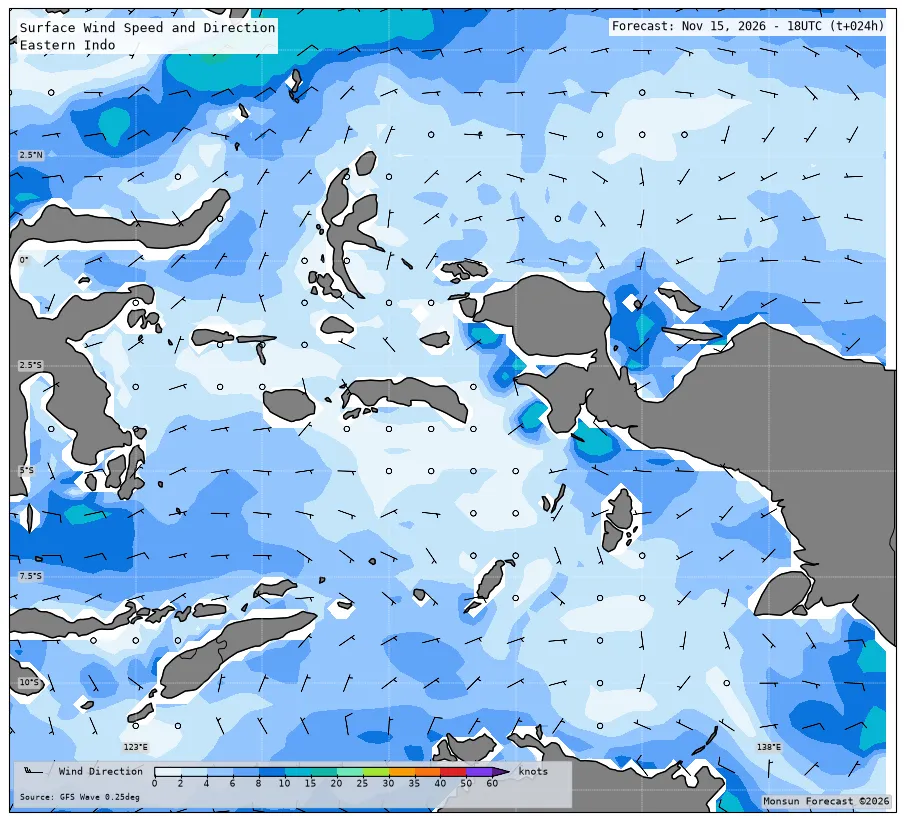 Surface Wind Speed and Direction
Eastern Indo
Forecast: Nov 15, 2026 - 18UTC (t+024h)
2.5°N
0°
2.5°S
5°S
7.5°S
10°S
123°E
138°E
Wind Direction
0 2 4 6 8 10 15 20 25 30 35 40 50 60
knots
Source: GFS Wave 0.25deg
Monsun Forecast ©2026